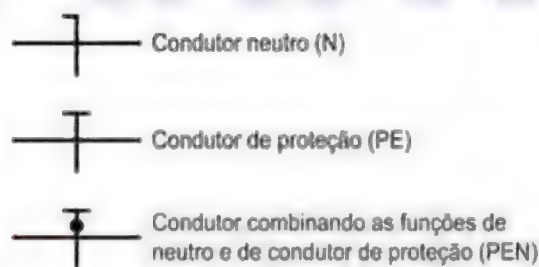 Condutor neutro (N)
Condutor de proteção (PE)
Condutor combinando as funções de
neutro e de condutor de proteção (PEN)